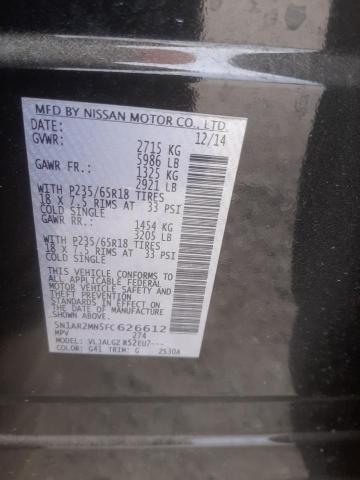 MFD BY NISSAN MOTOR CO., LTD.
DATE: 12/14
GVWR: 2715 KG
5986 LB
GAWR FR: 1325 KG
2921 LB
WITH P235/65R18 TIRES
18 X 7.5 RIMS AT 33 PSI
COLD SINGLE
GAWR RR: 1454 KG
3205 LB
WITH P235/65R18 TIRES
18 X 7.5 RIMS AT 33 PSI
COLD SINGLE
THIS VEHICLE CONFORMS TO
ALL APPLICABLE FEDERAL
MOTOR VEHICLE SAFETY
STANDARDS IN EFFECT ON
THE DATE OF MANUFACTURE
SHOWN ABOVE.
5N1AR2MN5FC626612
MPV 274
MODEL: R52EU7---
COLOR: G41 TRIM: G 2530A